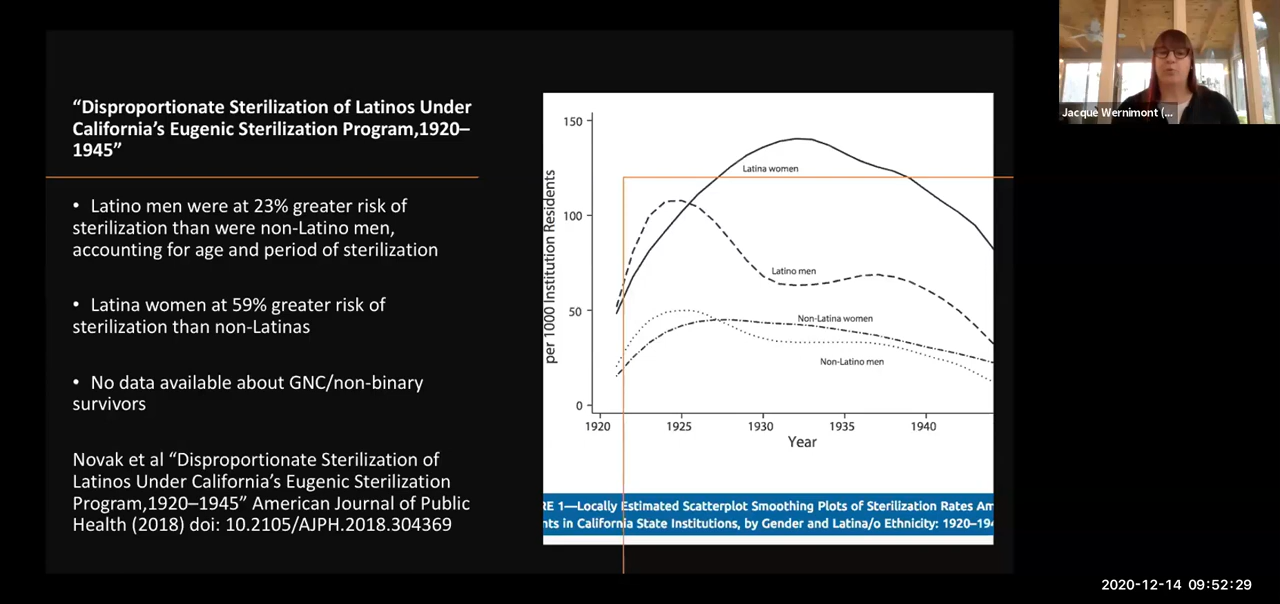 “Disproportionate Sterilization of Latinos Under
California’s Eugenic Sterilization Program,1920–
1945”
• Latino men were at 23% greater risk of
sterilization than were non-Latino men,
accounting for age and period of sterilization
• Latina women at 59% greater risk of
sterilization than non-Latinas
• No data available about GNC/non-binary
survivors
Novak et al “Disproportionate Sterilization of
Latinos Under California’s Eugenic Sterilization
Program,1920–1945” American Journal of Public
Health (2018) doi: 10.2105/AJPH.2018.304369
per 1000 Institution Residents
150
100
50
0
Latina women
Latino men
Non-Latina women
Non-Latino men
1920 1925 1930 1935 1940
Year
RE 1—Locally Estimated Scatterplot Smoothing Plots of Sterilization Rates Am
nts in California State Institutions, by Gender and Latina/o Ethnicity: 1920–194
Jacque Wernimont (...
2020-12-14 09:52:29